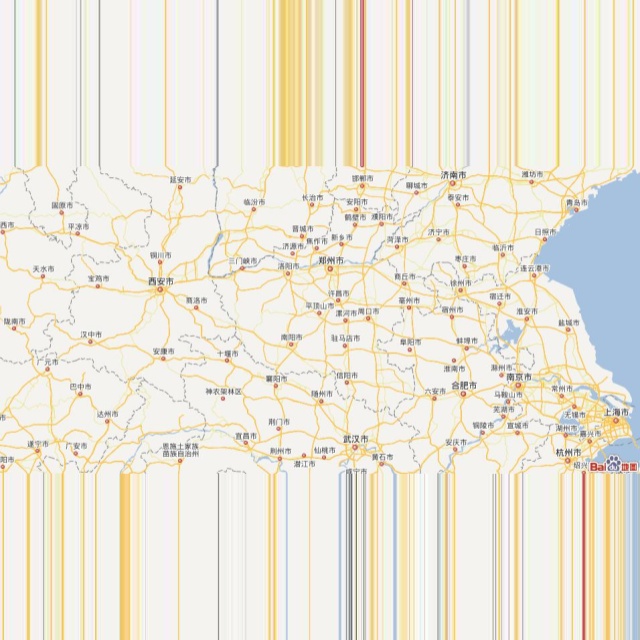 济南市
潍坊市
邯郸市
延安市
聊城市
固原市
临汾市
长治市
安阳市
泰安市
青岛市
鹤壁市
濮阳市
西市
平凉市
晋城市
新乡市
菏泽市
济宁市
日照市
焦作市
济源市
临沂市
铜川市
三门峡市
洛阳市
郑州市
枣庄市
连云港市
天水市
宝鸡市
西安市
商丘市
徐州市
商洛市
许昌市
亳州市
宿州市
宿迁市
平顶山市
漯河市
周口市
淮安市
陇南市
盐城市
汉中市
南阳市
驻马店市
阜阳市
蚌埠市
安康市
十堰市
广元市
淮南市
滁州市
南京市
信阳市
襄阳市
巴中市
神农架林区
随州市
六安市
合肥市
马鞍山市
常州市
芜湖市
无锡市
上海市
达州市
荆门市
铜陵市
宣城市
湖州市
嘉兴市
宜昌市
武汉市
安庆市
遂宁市
广安市
恩施土家族
苗族自治州
荆州市
仙桃市
潜江市
黄石市
杭州市
绍兴
阳市
咸宁市
Bai